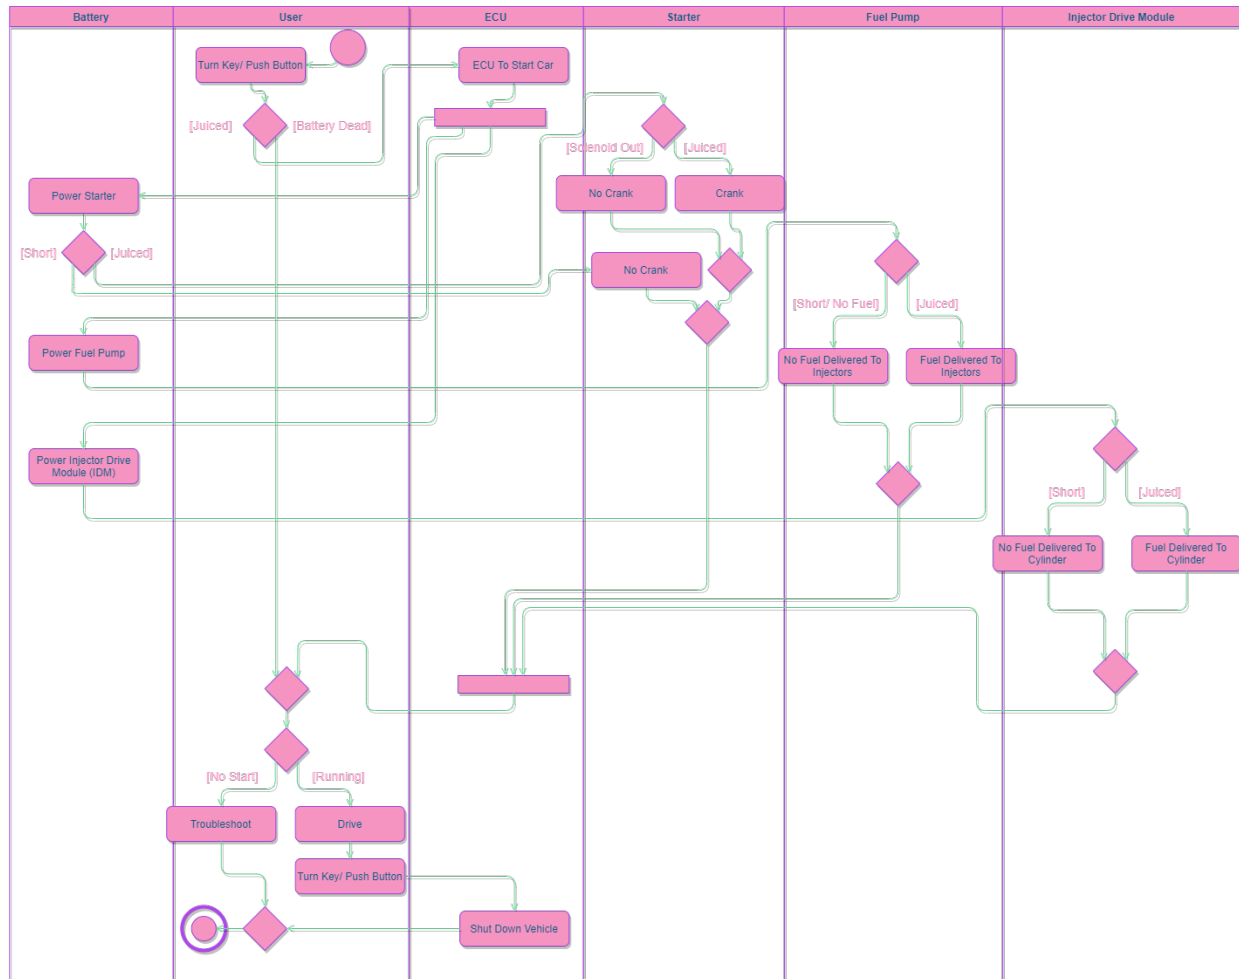 Battery
User
ECU
Starter
Fuel Pump
Injector Drive Module
Turn Key/ Push Button
ECU To Start Car
[Juiced]
[Battery Dead]
[Solenoid Out]
[Juiced]
Power Starter
No Crank
Crank
[Short]
[Juiced]
No Crank
[Short/ No Fuel]
[Juiced]
Power Fuel Pump
No Fuel Delivered To
Injectors
Fuel Delivered To
Injectors
Power Injector Drive
Module (IDM)
[Short]
[Juiced]
No Fuel Delivered To
Cylinder
Fuel Delivered To
Cylinder
[No Start]
[Running]
Troubleshoot
Drive
Turn Key/ Push Button
Shut Down Vehicle